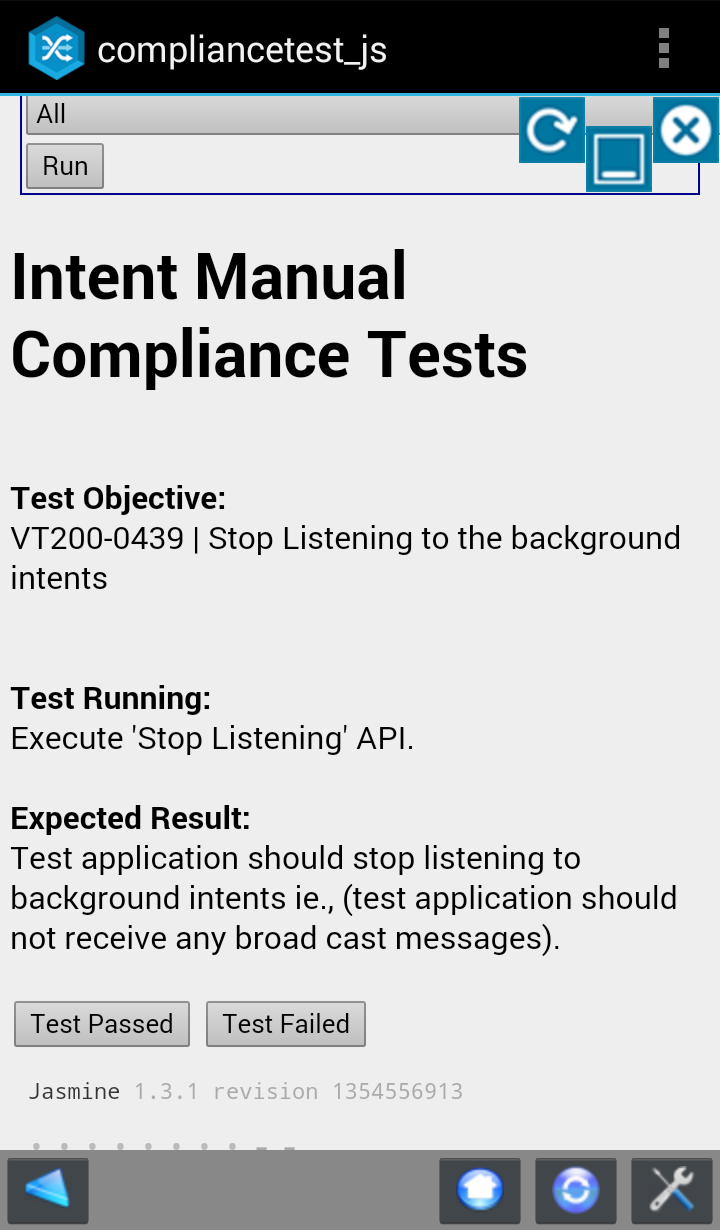 compliancetest_js
All
Run
Intent Manual
Compliance Tests
Test Objective:
VT200-0439 | Stop Listening to the background
intents
Test Running:
Execute 'Stop Listening' API.
Expected Result:
Test application should stop listening to
background intents ie., (test application should
not receive any broad cast messages).
Test Passed Test Failed
Jasmine 1.3.1 revision 1354556913